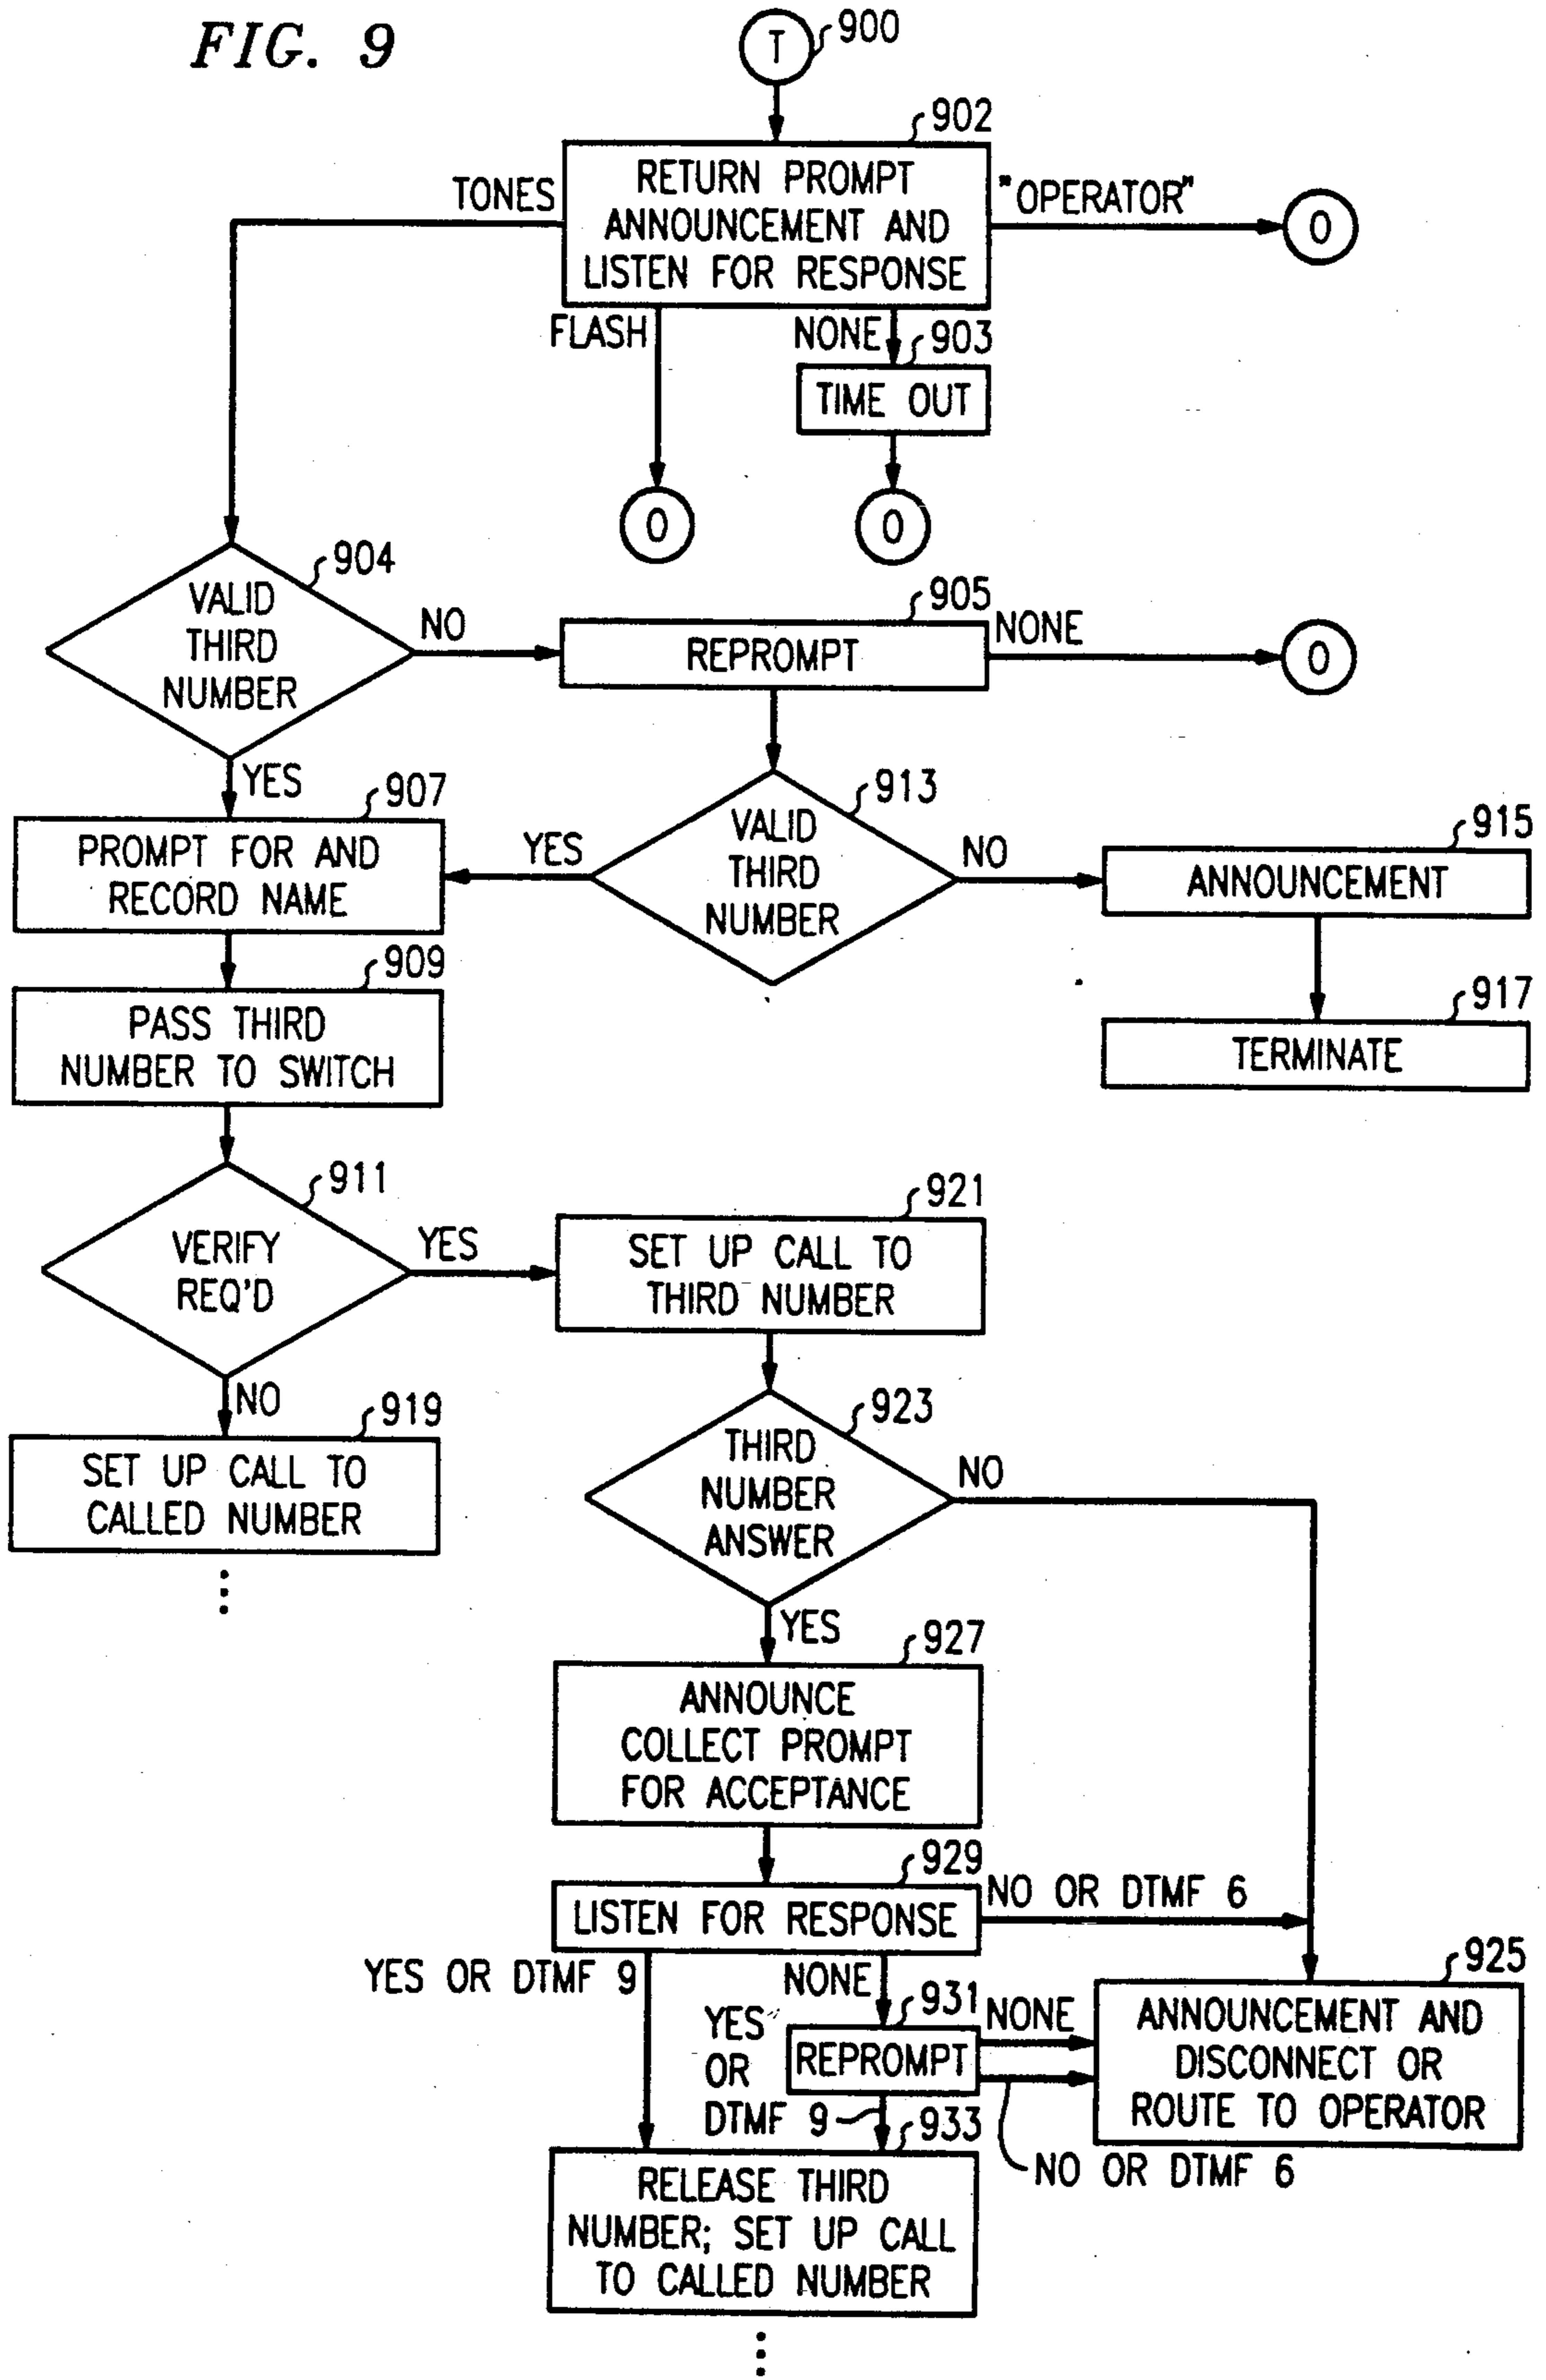 FIG. 9
T
900
902
RETURN PROMPT
ANNOUNCEMENT AND
LISTEN FOR RESPONSE
TONES
"OPERATOR"
O
FLASH
NONE
903
TIME OUT
O
O
904
VALID
THIRD
NUMBER
NO
905
REPROMPT
NONE
O
YES
907
PROMPT FOR AND
RECORD NAME
YES
913
VALID
THIRD
NUMBER
NO
915
ANNOUNCEMENT
909
PASS THIRD
NUMBER TO SWITCH
917
TERMINATE
911
VERIFY
REQ'D
YES
921
SET UP CALL TO
THIRD NUMBER
NO
919
SET UP CALL TO
CALLED NUMBER
923
THIRD
NUMBER
ANSWER
NO
YES
927
ANNOUNCE
COLLECT PROMPT
FOR ACCEPTANCE
929
LISTEN FOR RESPONSE
NO OR DTMF 6
YES OR DTMF 9
NONE
931
REPROMPT
NONE
925
ANNOUNCEMENT AND
DISCONNECT OR
ROUTE TO OPERATOR
YES
OR
DTMF 9
933
NO OR DTMF 6
RELEASE THIRD
NUMBER; SET UP CALL
TO CALLED NUMBER